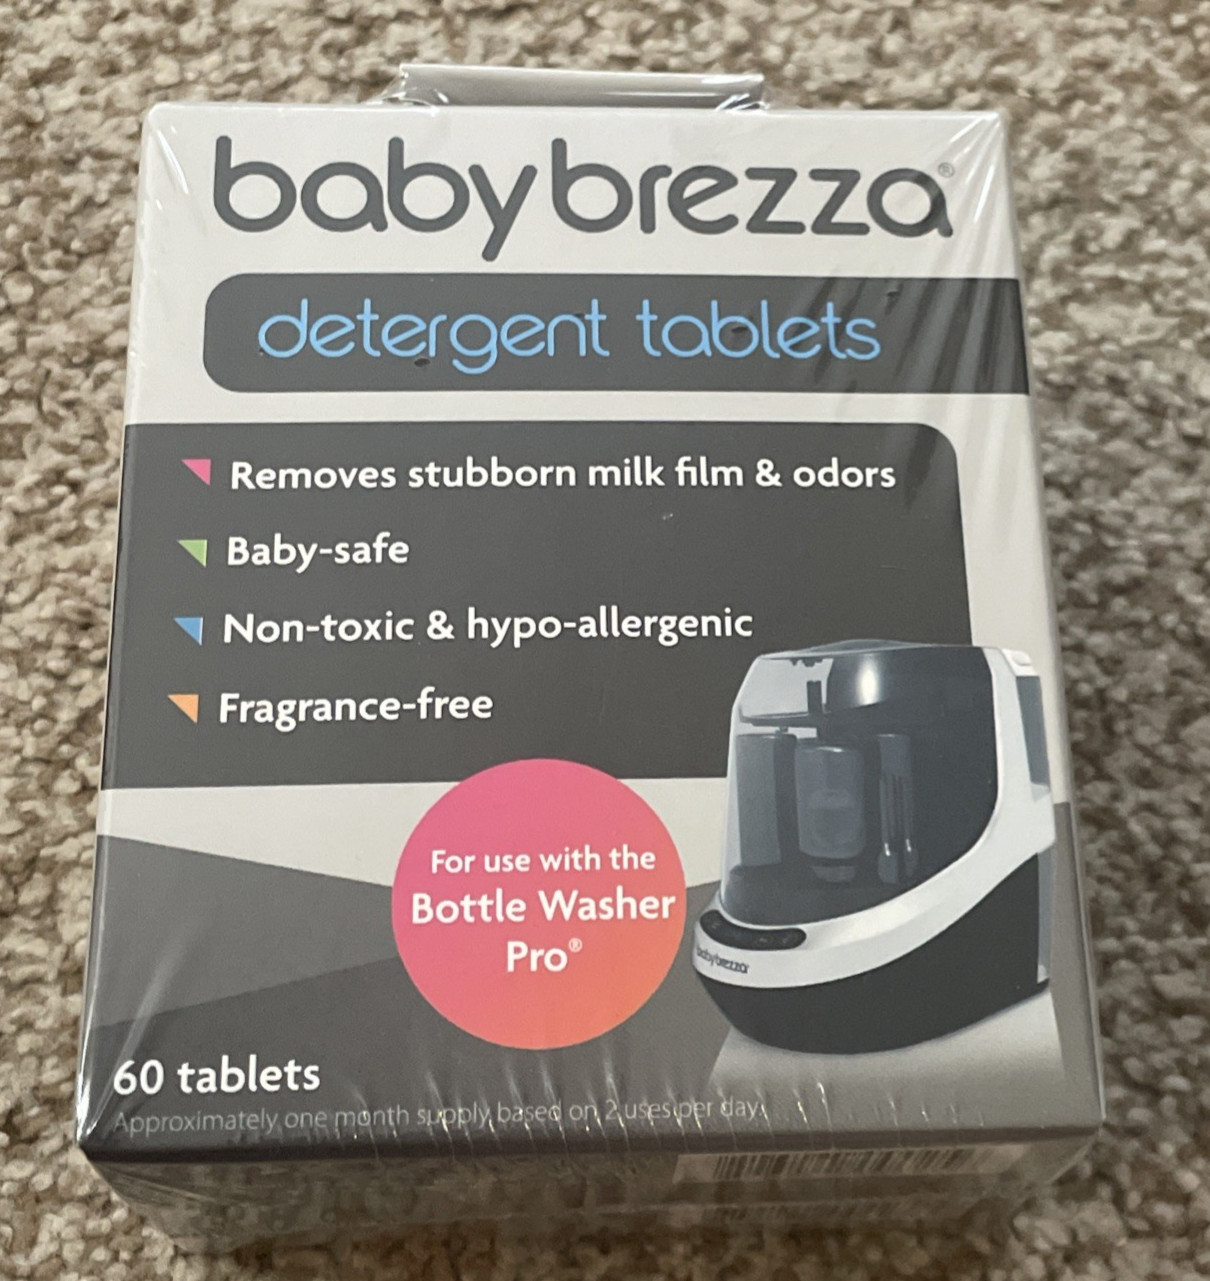 babybrezza®
detergent tablets
Removes stubborn milk film & odors
Baby-safe
Non-toxic & hypo-allergenic
Fragrance-free
For use with the
Bottle Washer
Pro®
babybrezza
60 tablets
Approximately one month supply, based on 2 uses per day.